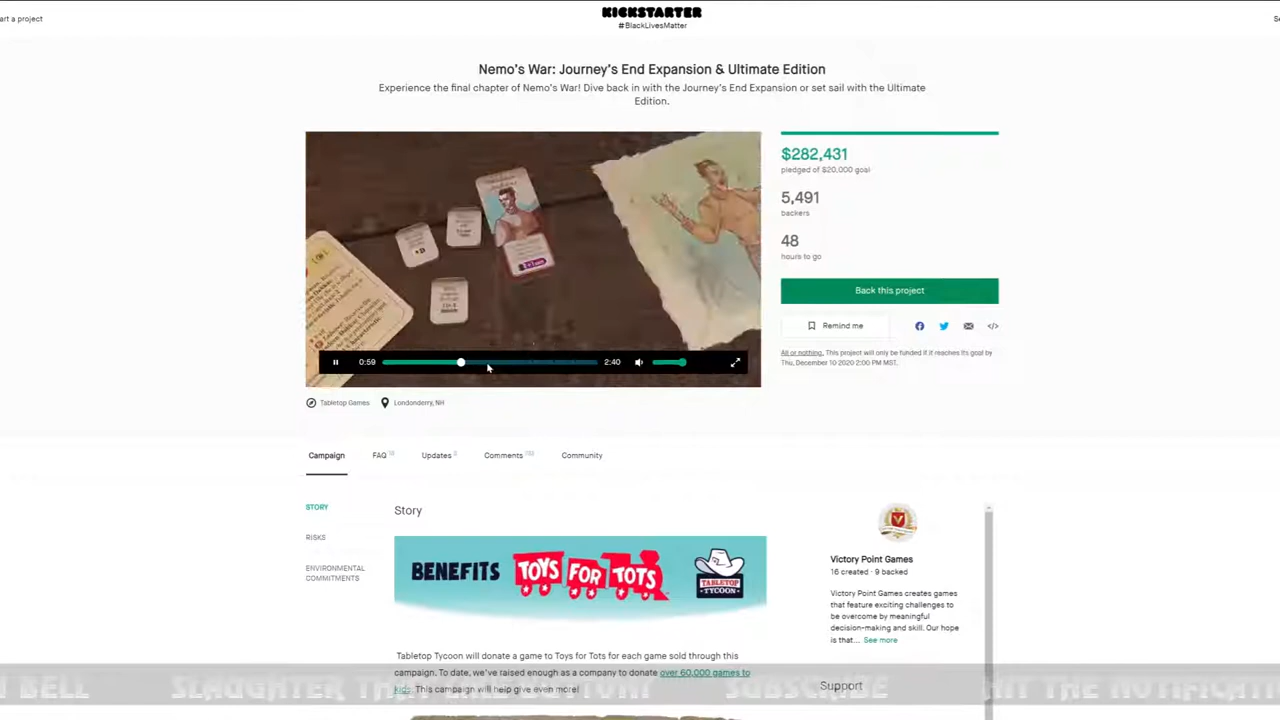 art a project
KICKSTARTER
#BlackLivesMatter
Nemo's War: Journey's End Expansion & Ultimate Edition
Experience the final chapter of Nemo's War! Dive back in with the Journey's End Expansion or set sail with the Ultimate
Edition.
$282,431
pledged of $20,000 goal
5,491
backers
48
hours to go
Back this project
Remind me
All or nothing. This project will only be funded if it reaches its goal by
Thu, December 10 2020 2:00 PM MST.
0:59
2:40
Tabletop Games
Londonderry, NH
Campaign
FAQ
Updates
Comments
Community
STORY
RISKS
ENVIRONMENTAL
COMMITMENTS
Story
BENEFITS
TOYS FOR TOTS
TABLETOP
TYCOON
Victory Point Games
16 created · 9 backed
Victory Point Games creates games
that feature exciting challenges to
be overcome by meaningful
decision-making and skill. Our hope
is that... See more
Tabletop Tycoon will donate a game to Toys for Tots for each game sold through this
campaign. To date, we've raised enough as a company to donate over 60,000 games to
kids. This campaign will help give even more!
Support
BELL
SLAUGHTER
SUBSCRIBE
HIT THE NOTIFICATI